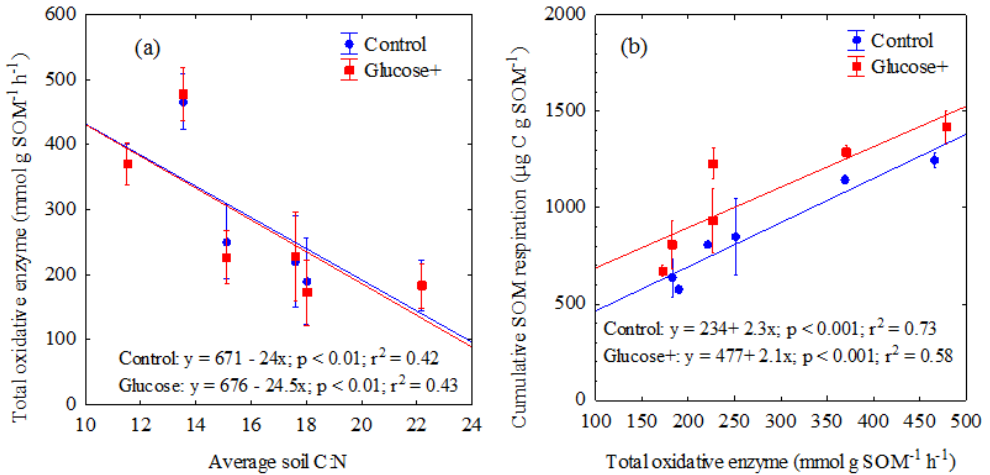 (a)
Control
Glucose+
Total oxidative enzyme (mmol g SOM⁻¹ h⁻¹)
600
500
400
300
200
100
0
Control: y = 671 - 24x; p < 0.01; r² = 0.42
Glucose: y = 676 - 24.5x; p < 0.01; r² = 0.43
10 12 14 16 18 20 22 24
Average soil C:N
(b)
Control
Glucose+
Cumulative SOM respiration (µg C g SOM⁻¹)
2000
1500
1000
500
0
Control: y = 234+ 2.3x; p < 0.001; r² = 0.73
Glucose+: y = 477+ 2.1x; p < 0.001; r² = 0.58
100 150 200 250 300 350 400 450 500
Total oxidative enzyme (mmol g SOM⁻¹ h⁻¹)